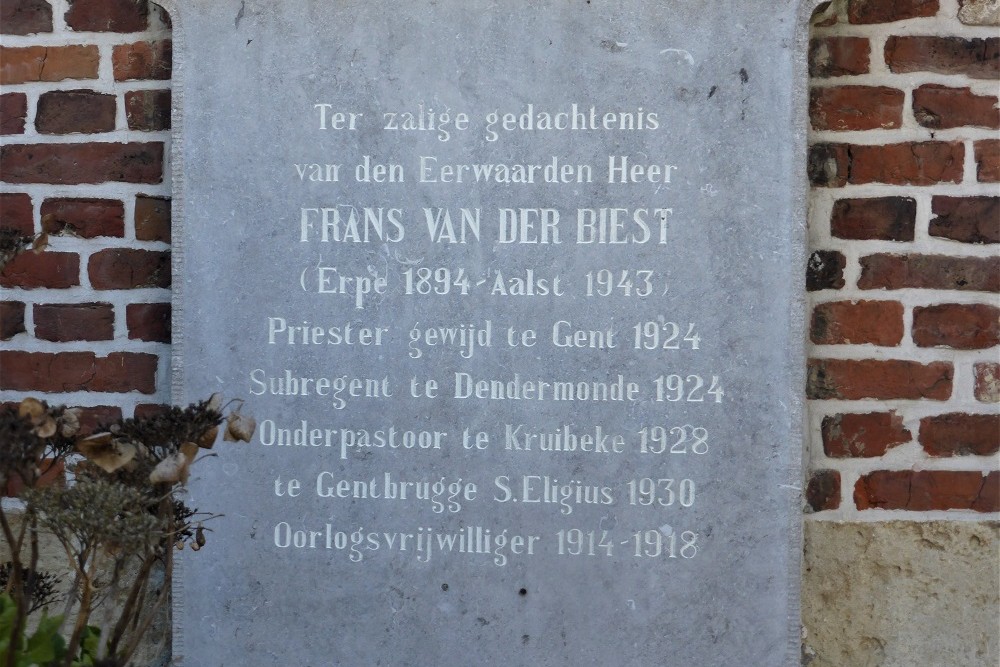 Ter zalige gedachtenis
van den Eerwaarden Heer
FRANS VAN DER BIEST
(Erpe 1894-Aalst 1943)
Priester gewijd te Gent 1924
Subregent te Dendermonde 1924
Onderpastoor te Kruibeke 1928
te Gentbrugge S.Eligius 1930
Oorlogsvrijwilliger 1914-1918